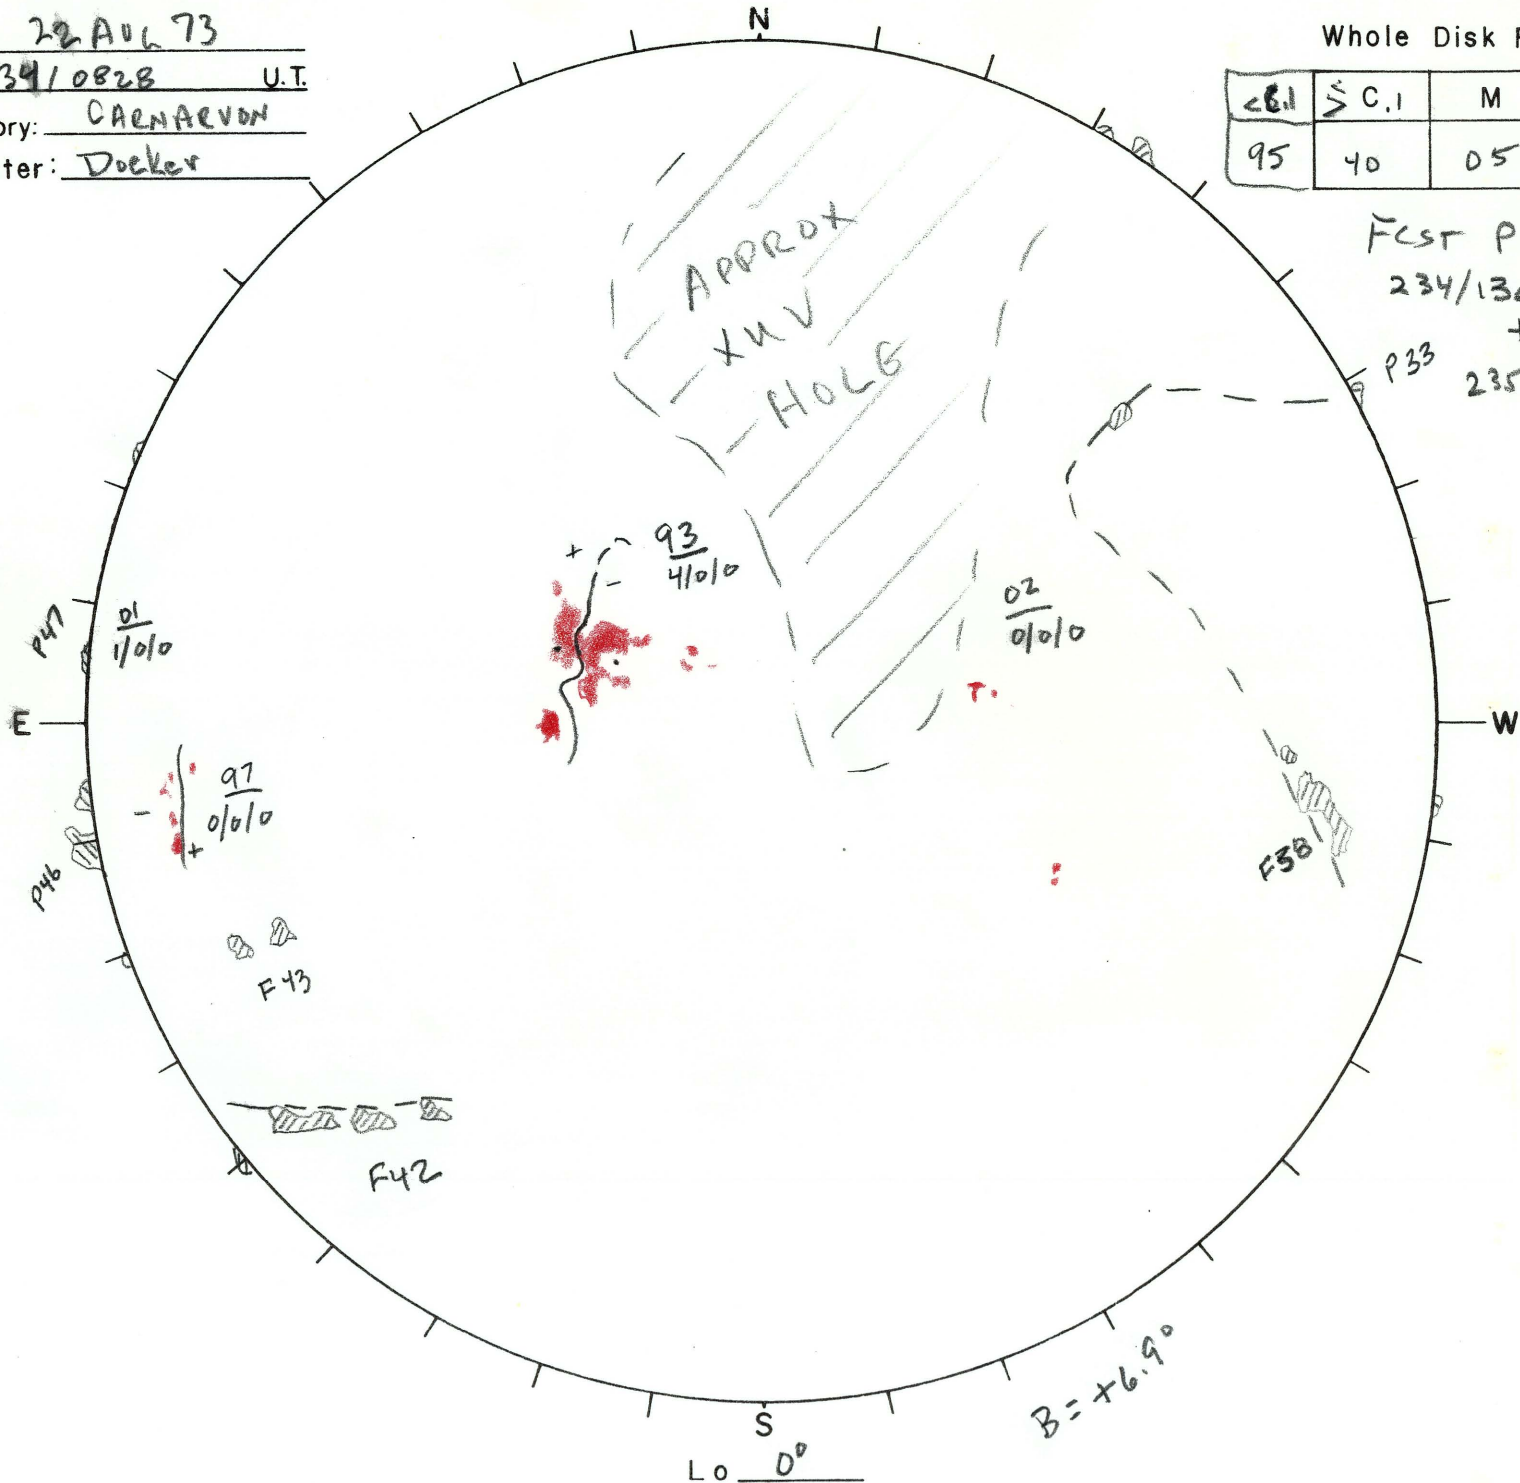 22 AUG 73
34/0828 U.T.
ory: CARNARVON
ter: Decker
N
Whole Disk F
<C.1 ≥ C.1 M
95 40 05
Fcst P
234/13
+
235
P33
APPROX
XUV
HOLE
+
93
4/0/0
-
P47
01
1/0/0
02
0/0/0
E
W
97
0/0/0
-
+
P46
F38
F43
F42
B = +6.9°
S
Lo 0°